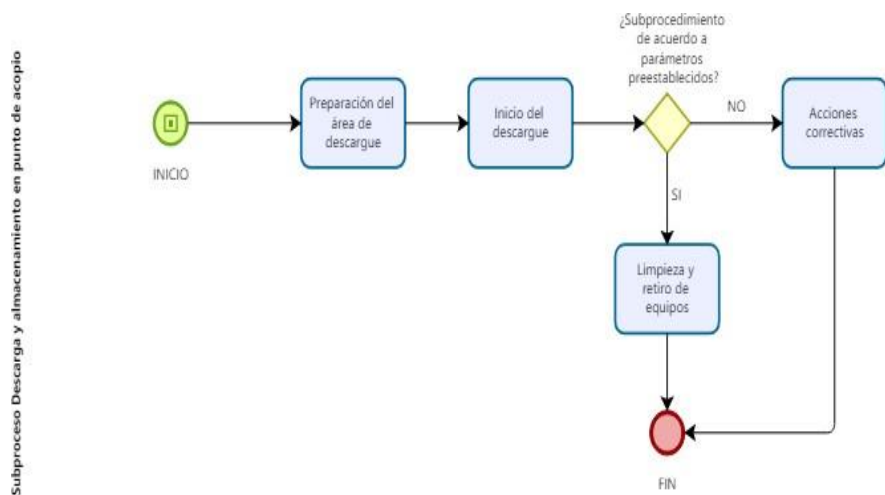 Subproceso Descarga y almacenamiento en punto de acopio
INICIO
Preparación del
área de
descargue
Inicio del
descargue
¿Subprocedimiento
de acuerdo a
parámetros
preestablecidos?
NO
Acciones
correctivas
SI
Limpieza y
retiro de
equipos
FIN